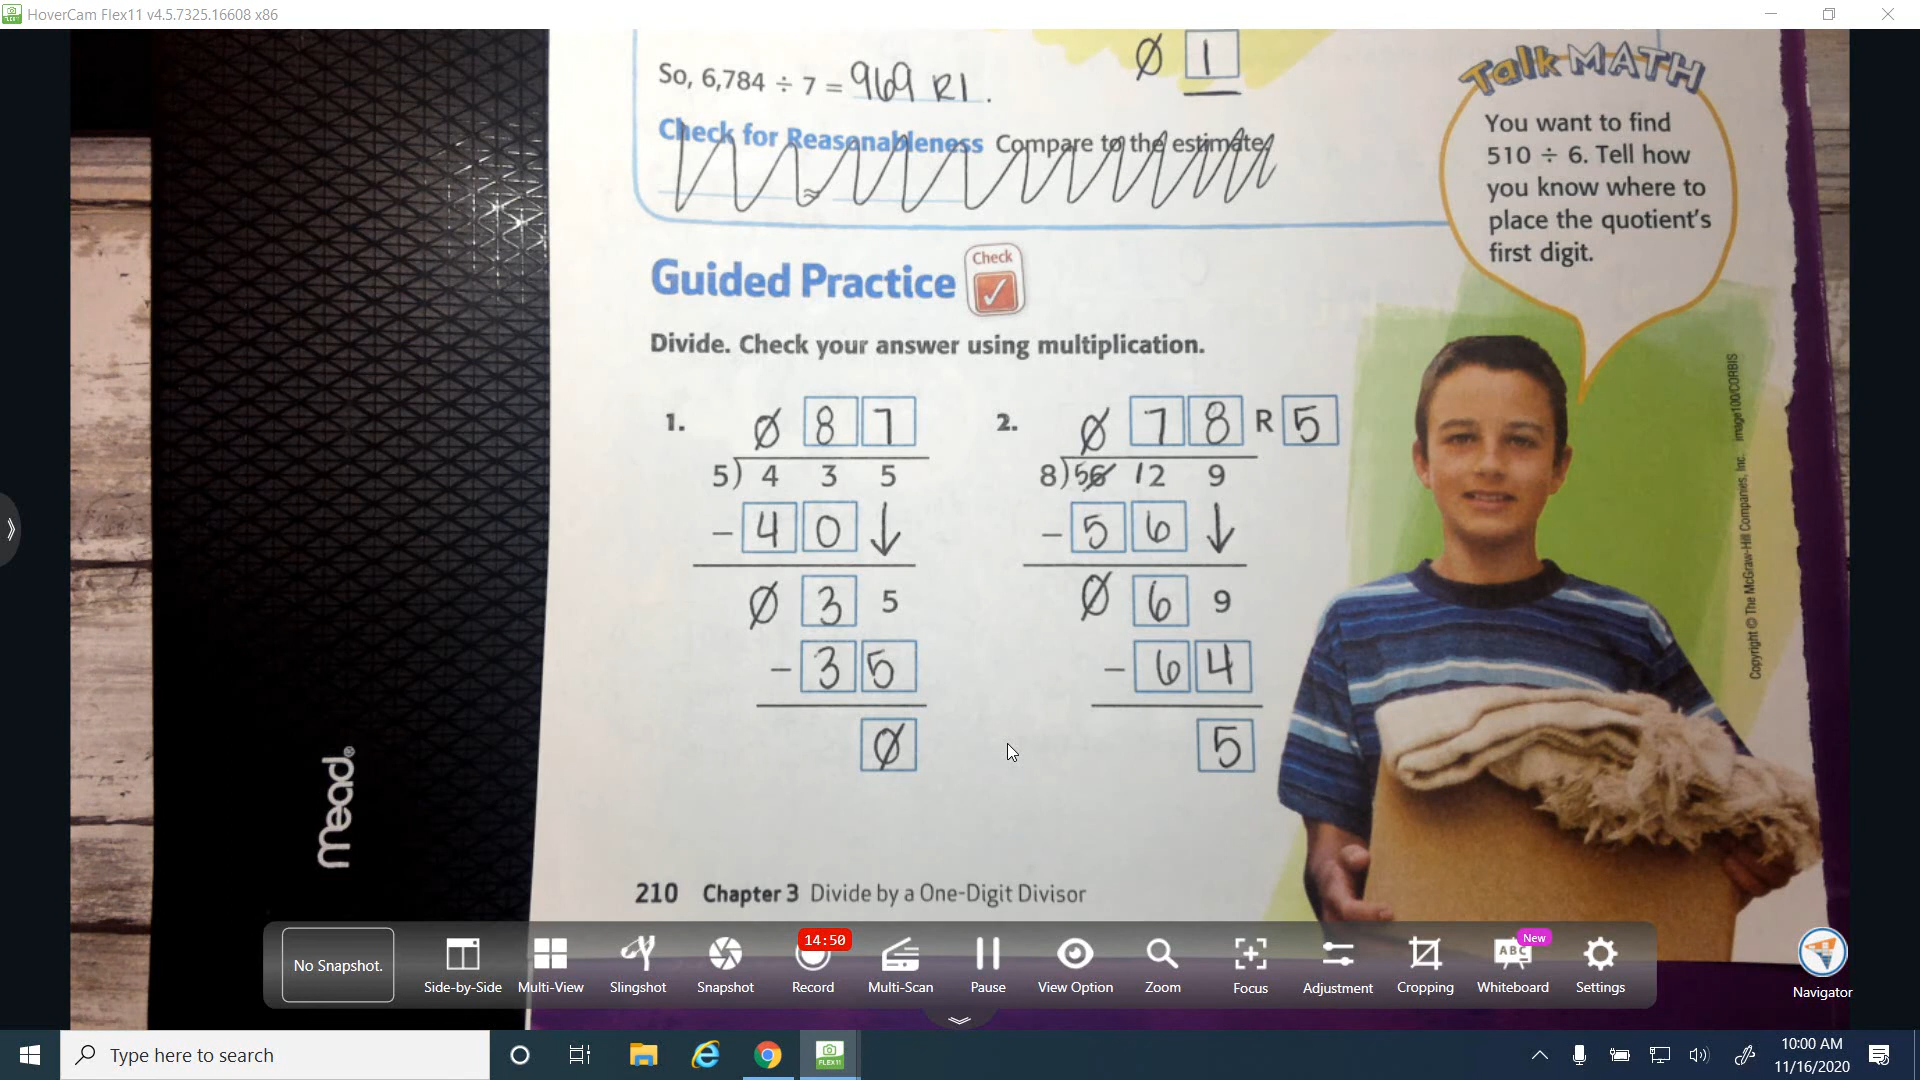 HoverCam Flex11 v4.5.7325.16608 x86
Ø 1
So, 6,784 ÷ 7 = 969 R1.
Check for Reasonableness Compare to the estimate.
≈
Talk MATH
You want to find
510 ÷ 6. Tell how
you know where to
place the quotient's
first digit.
Guided Practice
Check
Divide. Check your answer using multiplication.
1.
Ø 8 7
5) 4 3 5
- 4 0 ↓
Ø 3 5
- 3 5
Ø
2.
Ø 7 8 R 5
8) 56 12 9
- 5 6 ↓
Ø 6 9
- 6 4
5
Copyright © The McGraw-Hill Companies, Inc. image100/CORBIS
mead®
210 Chapter 3 Divide by a One-Digit Divisor
No Snapshot.
Side-by-Side
Multi-View
Slingshot
Snapshot
14:50
Record
Multi-Scan
Pause
View Option
Zoom
Focus
Adjustment
Cropping
New
ABC
Whiteboard
Settings
Navigator
Type here to search
FLEX 11
10:00 AM
11/16/2020